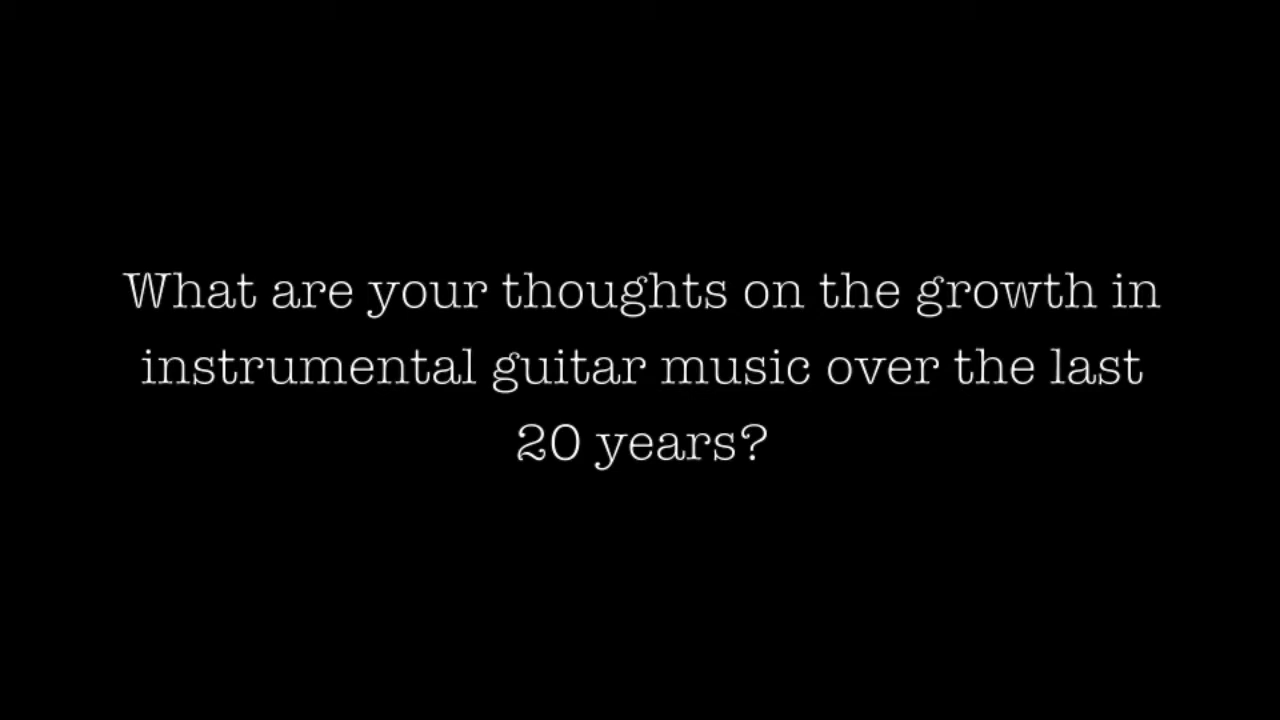 What are your thoughts on the growth in
instrumental guitar music over the last
20 years?